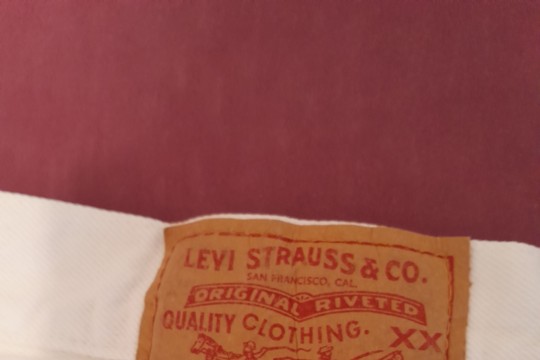 LEVI STRAUSS & CO.
SAN FRANCISCO, CAL.
ORIGINAL RIVETED
QUALITY CLOTHING.
XX